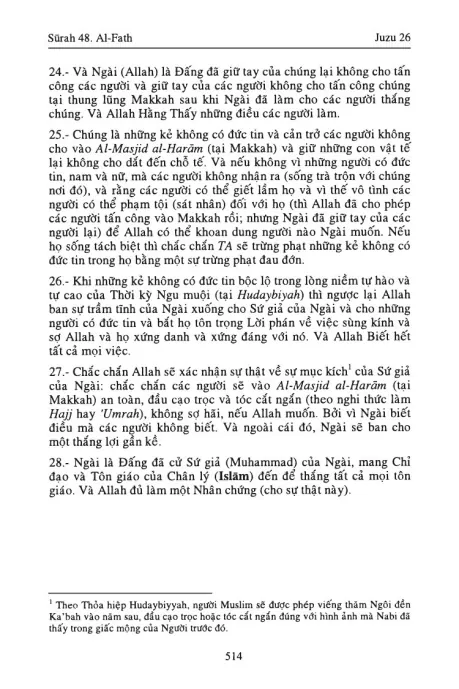 Sūrah 48. Al-Fath Juzu 26
24.- Và Ngài (Allah) là Đấng đã giữ tay của chúng lại không cho tấn
công các người và giữ tay của các người không cho tấn công chúng
tại thung lũng Makkah sau khi Ngài đã làm cho các người thắng
chúng. Và Allah Hằng Thấy những điều các người làm.
25.- Chúng là những kẻ không có đức tin và cản trở các người không
cho vào Al-Masjid al-Harām (tại Makkah) và giữ những con vật tế
lại không cho dắt đến chỗ tế. Và nếu không vì những người có đức
tin, nam và nữ, mà các người không nhận ra (sống trà trộn với chúng
nơi đó), và rằng các người có thể giết lầm họ và vì thế vô tình các
người có thể phạm tội (sát nhân) đối với họ (thì Allah đã cho phép
các người tấn công vào Makkah rồi; nhưng Ngài đã giữ tay của các
người lại) để Allah có thể khoan dung người nào Ngài muốn. Nếu
họ sống tách biệt thì chắc chắn TA sẽ trừng phạt những kẻ không có
đức tin trong họ bằng một sự trừng phạt đau đớn.
26.- Khi những kẻ không có đức tin bộc lộ trong lòng niềm tự hào và
tự cao của Thời kỳ Ngu muội (tại Hudaybiyah) thì ngược lại Allah
ban sự trầm tĩnh của Ngài xuống cho Sứ giả của Ngài và cho những
người có đức tin và bắt họ tôn trọng Lời phán về việc sùng kính và
sợ Allah và họ xứng danh và xứng đáng với nó. Và Allah Biết hết
tất cả mọi việc.
27.- Chắc chắn Allah sẽ xác nhận sự thật về sự mục kích¹ của Sứ giả
của Ngài: chắc chắn các người sẽ vào Al-Masjid al-Harām (tại
Makkah) an toàn, đầu cạo trọc và tóc cắt ngắn (theo nghi thức làm
Hajj hay 'Umrah), không sợ hãi, nếu Allah muốn. Bởi vì Ngài biết
điều mà các người không biết. Và ngoài cái đó, Ngài sẽ ban cho
một thắng lợi gần kề.
28.- Ngài là Đấng đã cử Sứ giả (Muhammad) của Ngài, mang Chỉ
đạo và Tôn giáo của Chân lý (Islām) đến để thắng tất cả mọi tôn
giáo. Và Allah đủ làm một Nhân chứng (cho sự thật này).
¹ Theo Thỏa hiệp Hudaybiyyah, người Muslim sẽ được phép viếng thăm Ngôi đền
Ka'bah vào năm sau, đầu cạo trọc hoặc tóc cắt ngắn đúng với hình ảnh mà Nabi đã
thấy trong giấc mộng của Người trước đó.
514